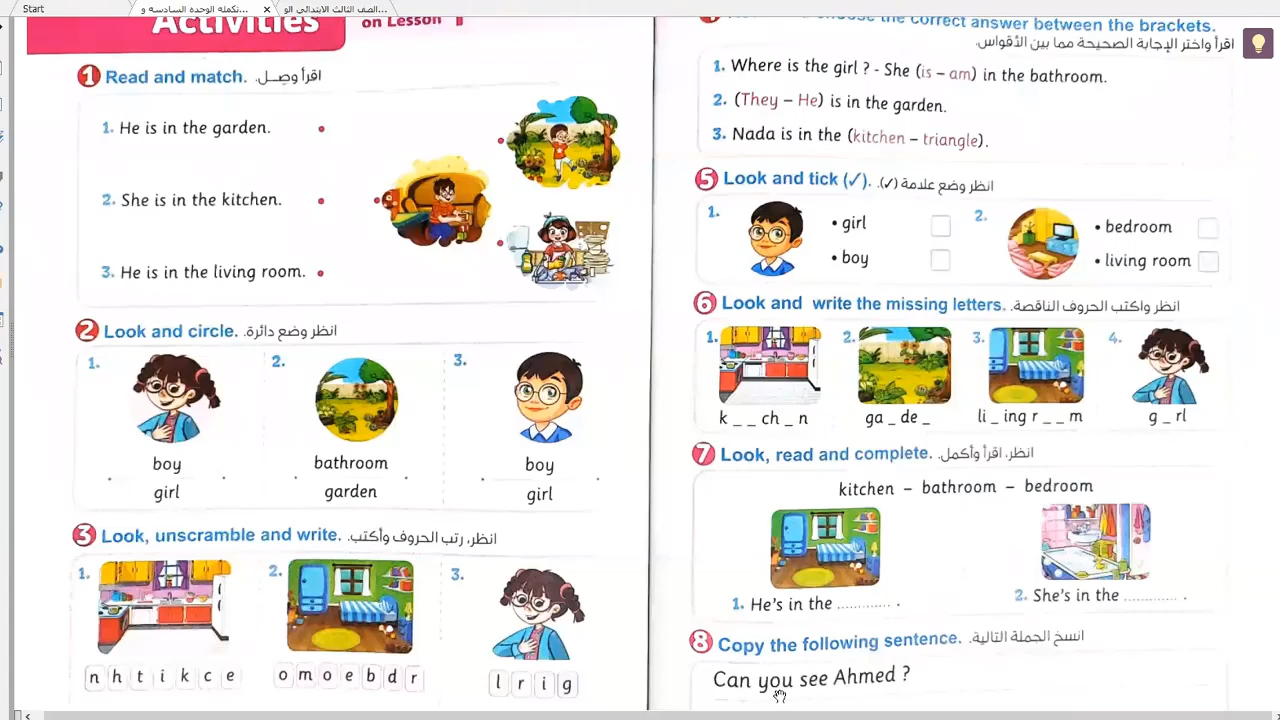 Start
تكمله الوحدة السادسه و...
الصف الثالث الابتدائي الو...
Activities
on Lesson 1
1 Read and match. اقرأ وصِـل.
1. He is in the garden.
2. She is in the kitchen.
3. He is in the living room.
2 Look and circle. انظر وضع دائرة.
1.
boy
girl
2.
bathroom
garden
3.
boy
girl
3 Look, unscramble and write. انظر، رتب الحروف وأكتب.
1.
n h t i k c e
2.
o m o e b d r
3.
l r i g
choose the correct answer between the brackets.
اقرأ واختر الإجابة الصحيحة مما بين الأقواس.
1. Where is the girl ? - She (is – am) in the bathroom.
2. (They – He) is in the garden.
3. Nada is in the (kitchen – triangle).
5 Look and tick (✓). انظر وضع علامة (✓).
1.
• girl
• boy
2.
• bedroom
• living room
6 Look and write the missing letters. انظر واكتب الحروف الناقصة.
1. 2. 3. 4.
k _ _ ch _ n ga _ de _ li _ ing r _ _ m g _ rl
7 Look, read and complete. انظر، اقرأ وأكمل.
kitchen – bathroom – bedroom
1. He's in the ............. .
2. She's in the ............. .
8 Copy the following sentence. انسخ الجملة التالية.
Can you see Ahmed ?